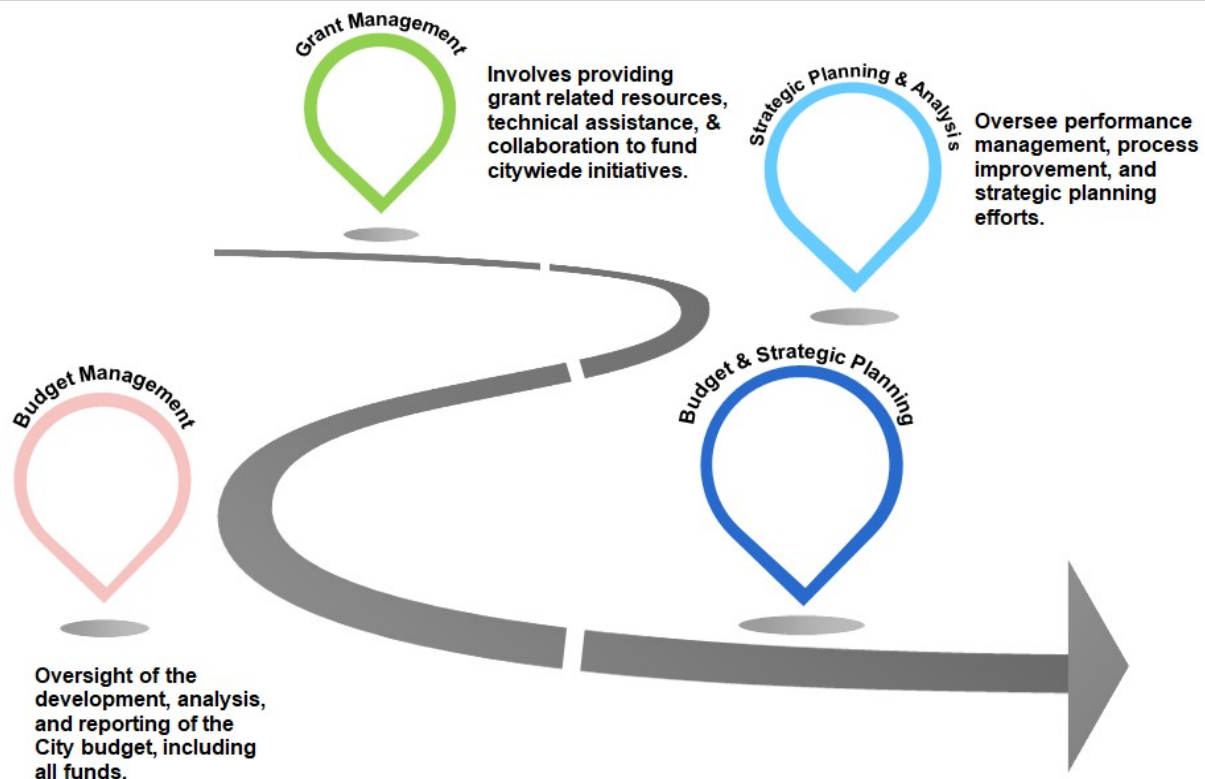 Grant Management
Involves providing
grant related resources,
technical assistance, &
collaboration to fund
citywiede initiatives.
Strategic Planning & Analysis
Oversee performance
management, process
improvement, and
strategic planning
efforts.
Budget Management
Oversight of the
development, analysis,
and reporting of the
City budget, including
all funds.
Budget & Strategic Planning